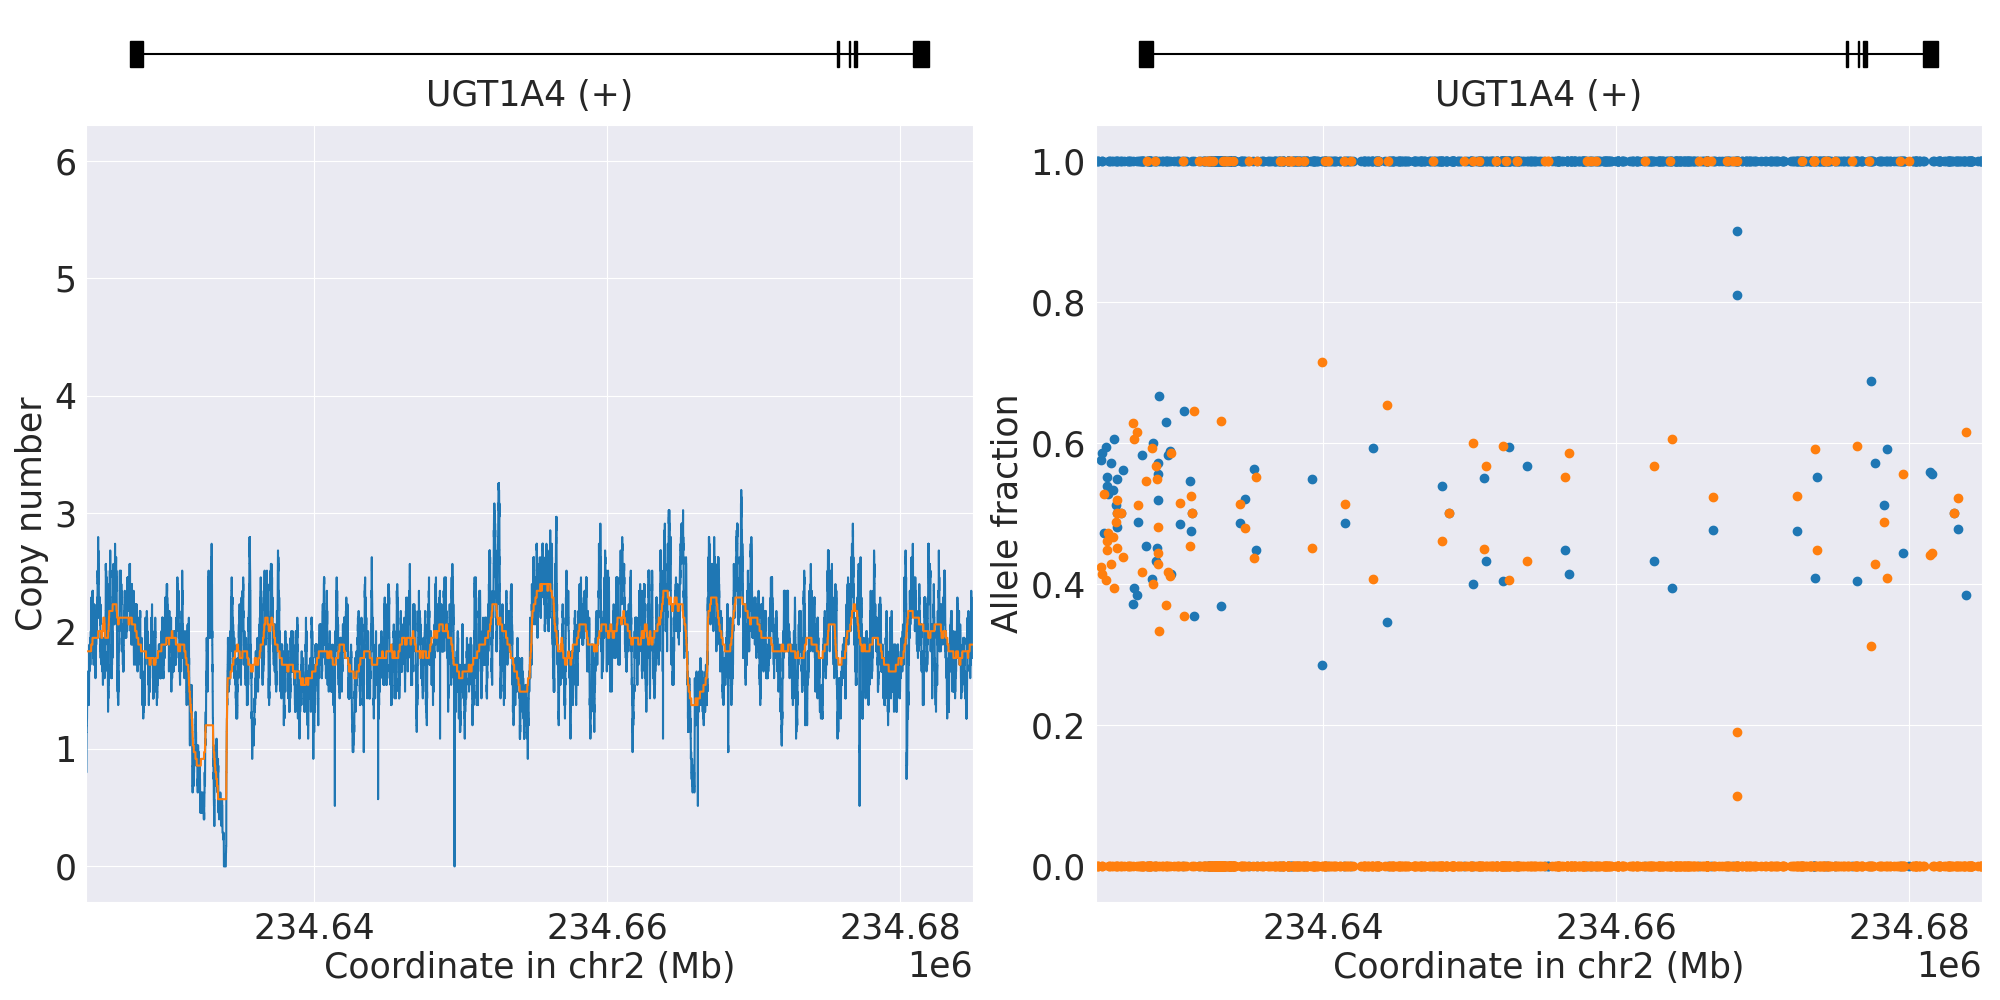 UGT1A4 (+)
6
5
4
3
2
1
0
Copy number
234.64
234.66
234.68
Coordinate in chr2 (Mb)
1e6
UGT1A4 (+)
1.0
0.8
0.6
0.4
0.2
0.0
Allele fraction
234.64
234.66
234.68
Coordinate in chr2 (Mb)
1e6